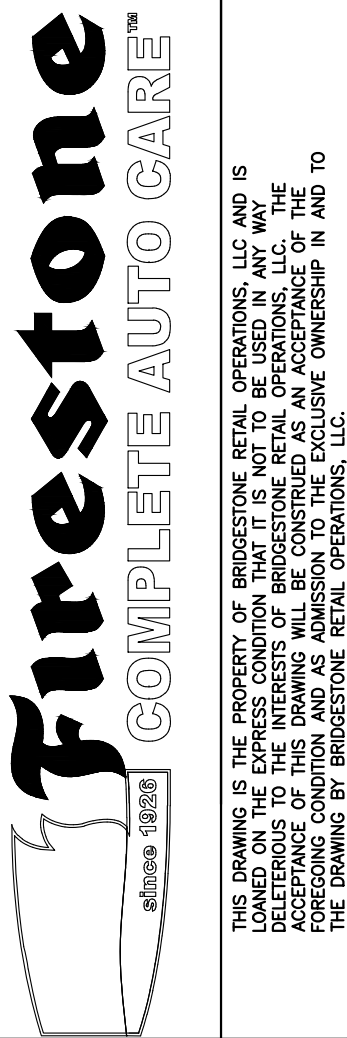 Firestone
COMPLETE AUTO CARE™
since 1926
THIS DRAWING IS THE PROPERTY OF BRIDGESTONE RETAIL OPERATIONS, LLC AND IS
LOANED ON THE EXPRESS CONDITION THAT IT IS NOT TO BE USED IN ANY WAY
DELETERIOUS TO THE INTERESTS OF BRIDGESTONE RETAIL OPERATIONS, LLC. THE
ACCEPTANCE OF THIS DRAWING WILL BE CONSTRUED AS AN ACCEPTANCE OF THE
FOREGOING CONDITION AND AS ADMISSION TO THE EXCLUSIVE OWNERSHIP IN AND TO
THE DRAWING BY BRIDGESTONE RETAIL OPERATIONS, LLC.